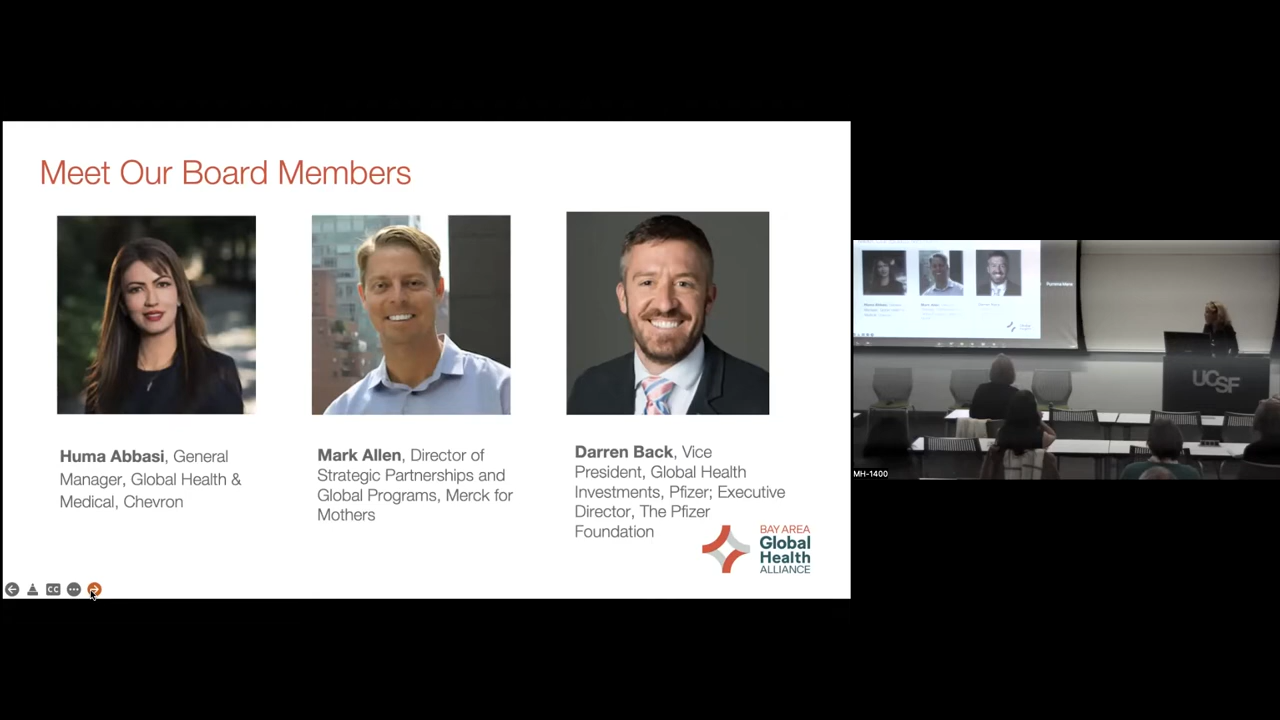 Meet Our Board Members
Huma Abbasi, General
Manager, Global Health &
Medical, Chevron
Mark Allen, Director of
Strategic Partnerships and
Global Programs, Merck for
Mothers
Darren Back, Vice
President, Global Health
Investments, Pfizer; Executive
Director, The Pfizer
Foundation
BAY AREA
Global
Health
ALLIANCE
CC
UCSF
MH-1400